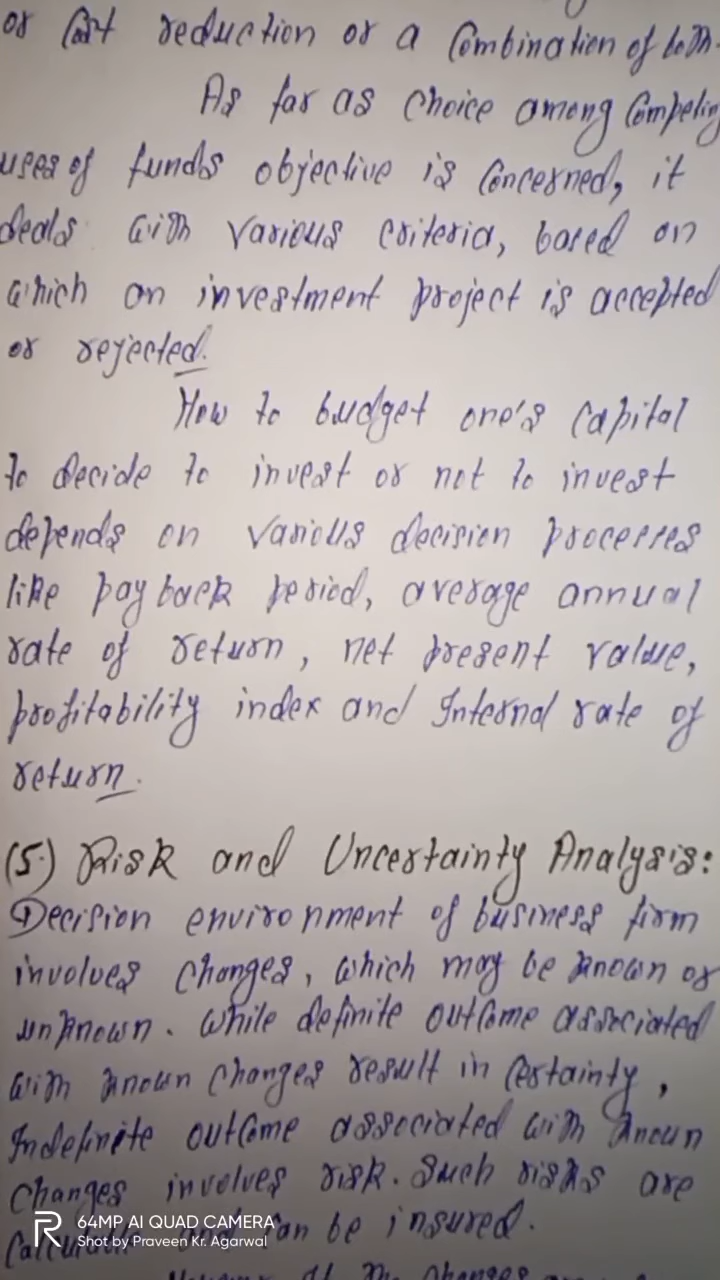 or Cost reduction or a Combination of both.
As far as choice among Competing
uses of funds objective is Concerned, it
deals with various criteria, based on
which an investment project is accepted
or rejected.
How to budget one's Capital
to decide to invest or not to invest
depends on various decision processes
like pay back period, average annual
rate of return, net present value,
profitability index and Internal rate of
return.
(5) Risk and Uncertainty Analysis:
Decision environment of business firm
involves changes, which may be known or
unknown. While definite outcome associated
with known changes result in Certainty,
Indefinite outcome associated with known
Changes involves risk. Such risks are
can be insured.
64MP AI QUAD CAMERA
Shot by Praveen Kr. Agarwal
the changes